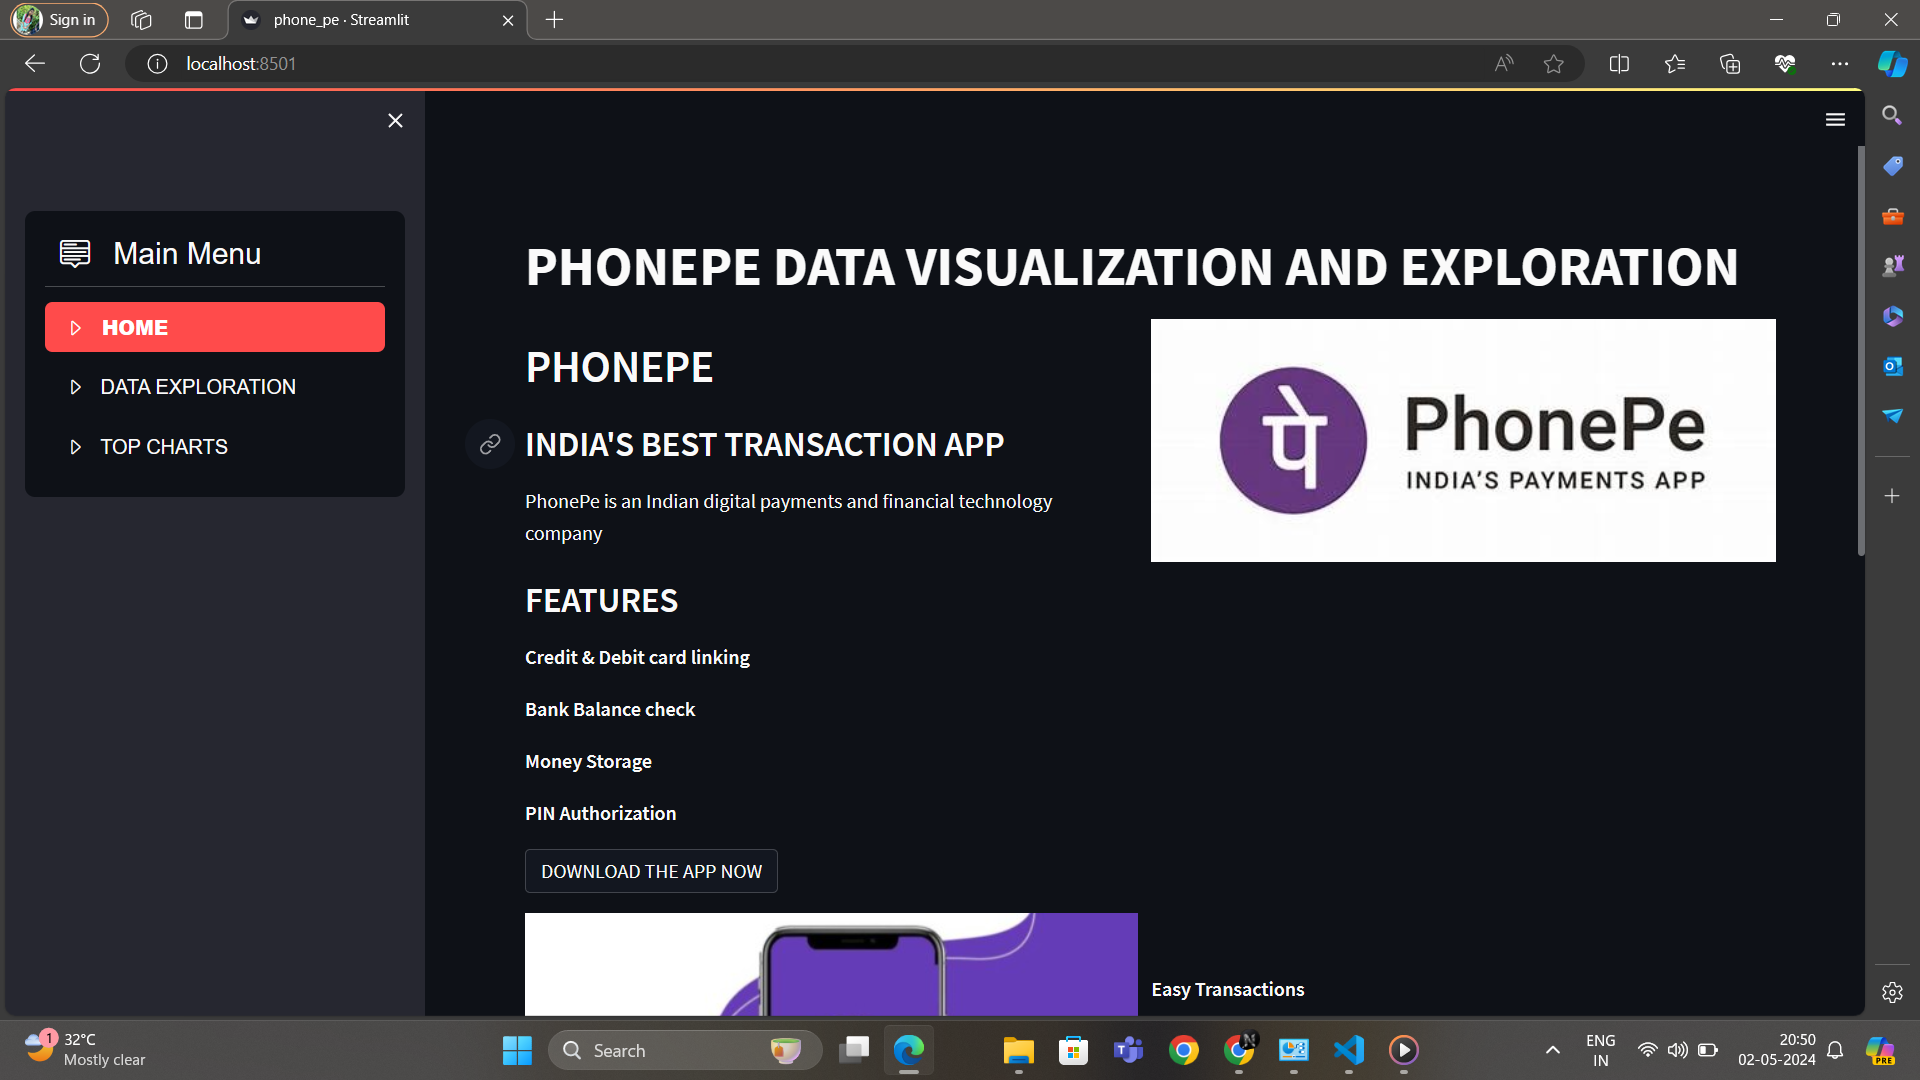 Sign in
phone_pe · Streamlit
localhost:8501
Main Menu
HOME
DATA EXPLORATION
TOP CHARTS
PHONEPE DATA VISUALIZATION AND EXPLORATION
PHONEPE
INDIA'S BEST TRANSACTION APP
PhonePe is an Indian digital payments and financial technology
company
FEATURES
Credit & Debit card linking
Bank Balance check
Money Storage
PIN Authorization
DOWNLOAD THE APP NOW
पे
PhonePe
INDIA'S PAYMENTS APP
Easy Transactions
1
32°C
Mostly clear
Search
N
ENG
IN
20:50
02-05-2024
PRE